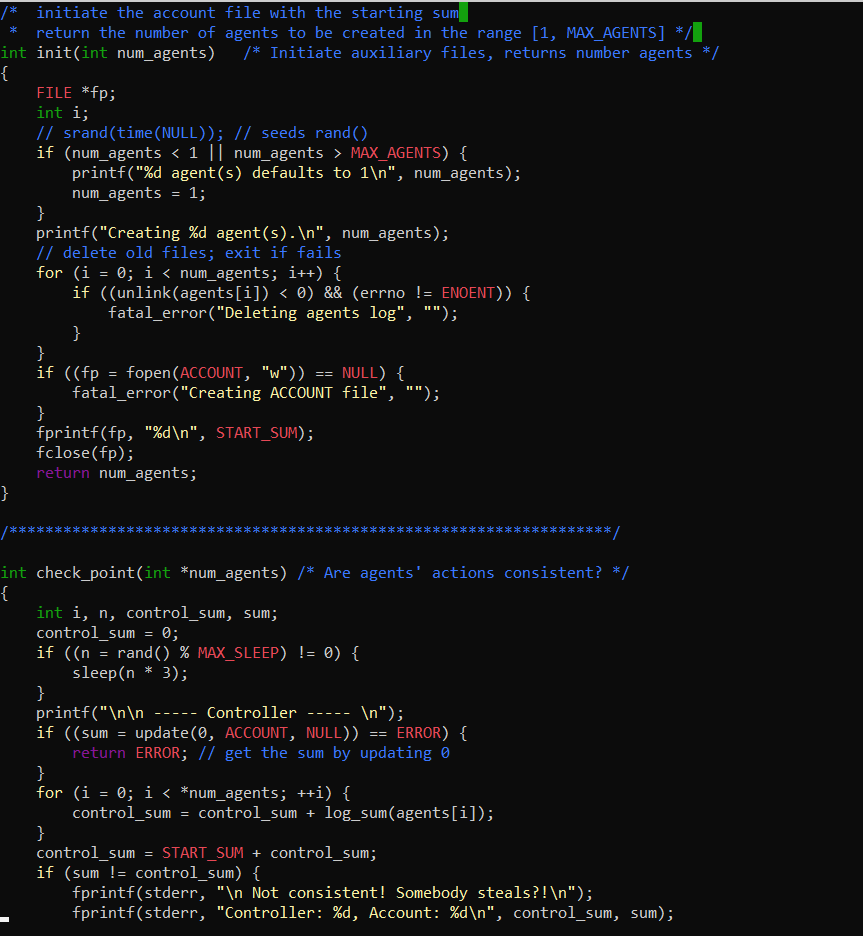 /*  initiate the account file with the starting sum
 *  return the number of agents to be created in the range [1, MAX_AGENTS] */
int init(int num_agents)   /* Initiate auxiliary files, returns number agents */
{
    FILE *fp;
    int i;
    // srand(time(NULL)); // seeds rand()
    if (num_agents < 1 || num_agents > MAX_AGENTS) {
        printf("%d agent(s) defaults to 1\n", num_agents);
        num_agents = 1;
    }
    printf("Creating %d agent(s).\n", num_agents);
    // delete old files; exit if fails
    for (i = 0; i < num_agents; i++) {
        if ((unlink(agents[i]) < 0) && (errno != ENOENT)) {
            fatal_error("Deleting agents log", "");
        }
    }
    if ((fp = fopen(ACCOUNT, "w")) == NULL) {
        fatal_error("Creating ACCOUNT file", "");
    }
    fprintf(fp, "%d\n", START_SUM);
    fclose(fp);
    return num_agents;
}

/*******************************************************************/

int check_point(int *num_agents) /* Are agents' actions consistent? */
{
    int i, n, control_sum, sum;
    control_sum = 0;
    if ((n = rand() % MAX_SLEEP) != 0) {
        sleep(n * 3);
    }
    printf("\n\n ----- Controller ----- \n");
    if ((sum = update(0, ACCOUNT, NULL)) == ERROR) {
        return ERROR; // get the sum by updating 0
    }
    for (i = 0; i < *num_agents; ++i) {
        control_sum = control_sum + log_sum(agents[i]);
    }
    control_sum = START_SUM + control_sum;
    if (sum != control_sum) {
        fprintf(stderr, "\n Not consistent! Somebody steals?!\n");
        fprintf(stderr, "Controller: %d, Account: %d\n", control_sum, sum);